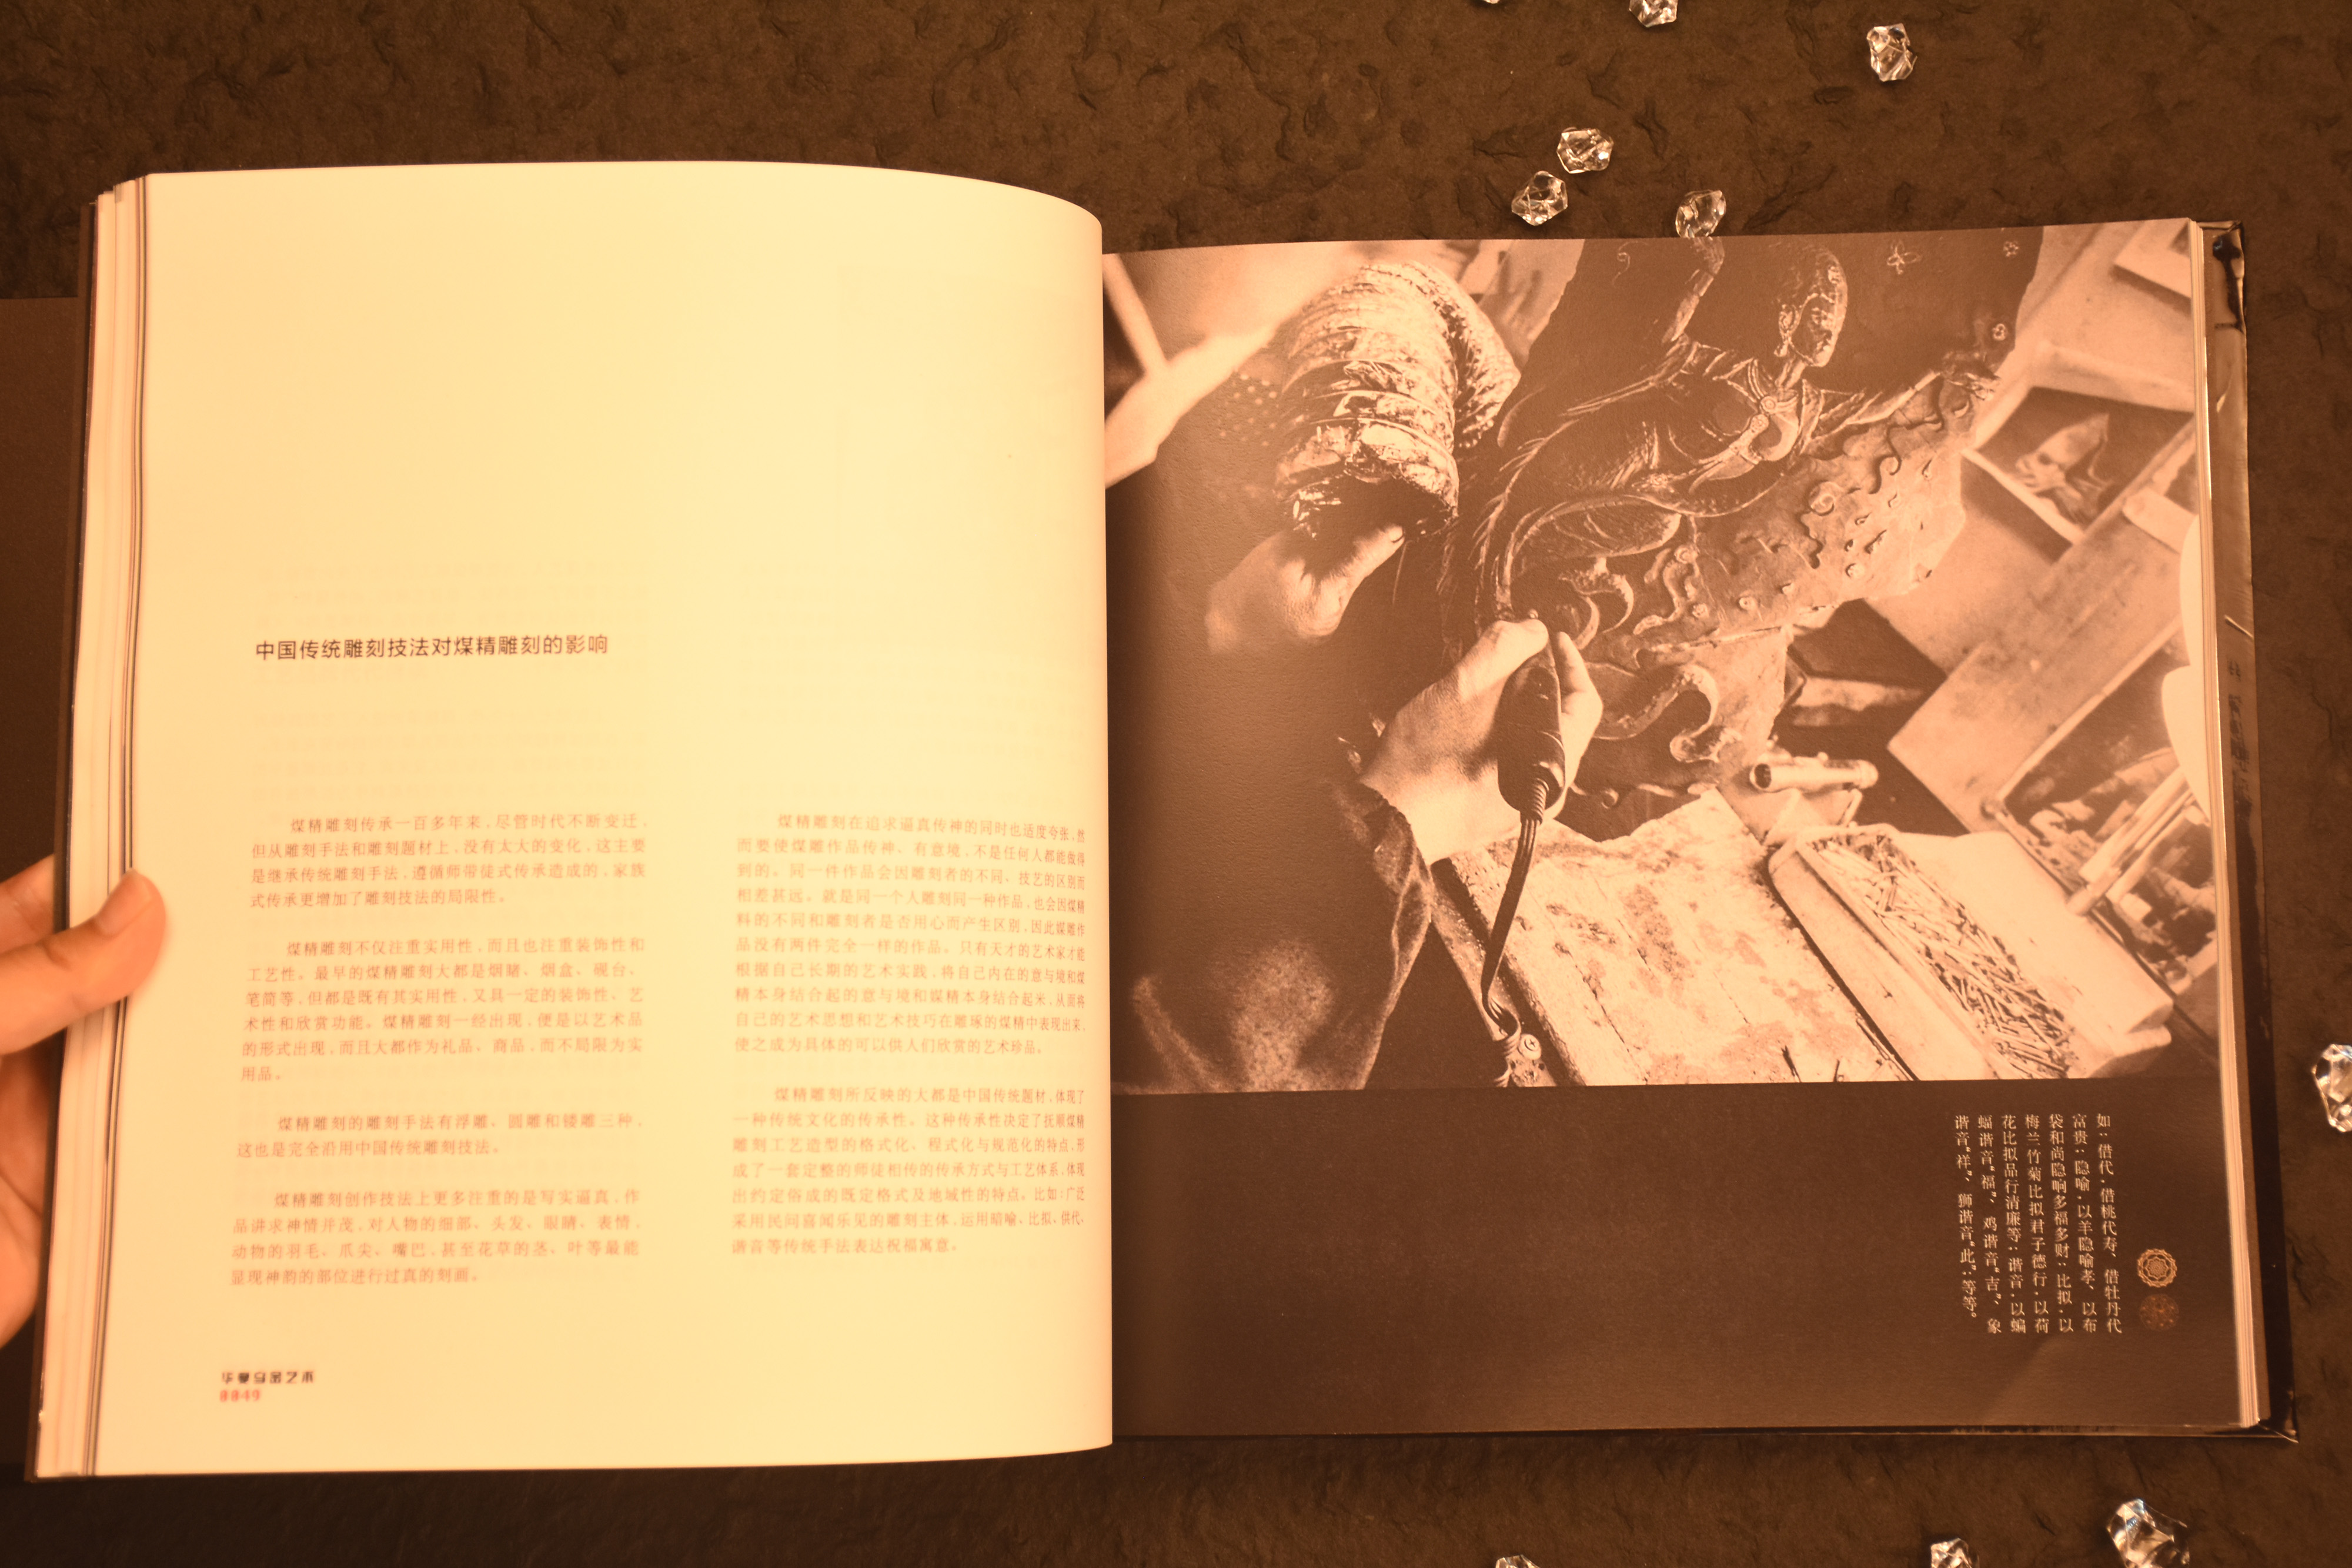 中国传统雕刻技法对煤精雕刻的影响
煤精雕刻传承一百多年来，尽管时代不断变迁，
但从雕刻手法和雕刻题材上，没有太大的变化，这主要
是继承传统雕刻手法，遵循师带徒式传承造成的，家族
式传承更增加了雕刻技法的局限性。
煤精雕刻不仅注重实用性，而且也注重装饰性和
工艺性。最早的煤精雕刻大都是烟嘴、烟盒、砚台、
笔筒等，但都是既有其实用性，又具一定的装饰性、艺
术性和欣赏功能。煤精雕刻一经出现，便是以艺术品
的形式出现，而且大都作为礼品、商品，而不局限为实
用品。
煤精雕刻的雕刻手法有浮雕、圆雕和镂雕三种，
这也是完全沿用中国传统雕刻技法。
煤精雕刻创作技法上更多注重的是写实逼真，作
品讲求神情并茂，对人物的细部、头发、眼睛、表情，
动物的羽毛、爪尖、嘴巴，甚至花草的茎、叶等最能
显现神韵的部位进行过真的刻画。
煤精雕刻在追求逼真传神的同时也适度夸张，然
而要使煤雕作品传神、有意境，不是任何人都能做得
到的。同一件作品会因雕刻者的不同、技艺的区别而
相差甚远。就是同一个人雕刻同一种作品，也会因煤精
料的不同和雕刻者是否用心而产生区别，因此煤雕作
品没有两件完全一样的作品。只有天才的艺术家才能
根据自己长期的艺术实践，将自己内在的意与境和煤
精本身结合起的意与境和煤精本身结合起来，从而将
自己的艺术思想和艺术技巧在雕琢的煤精中表现出来，
使之成为具体的可以供人们欣赏的艺术珍品。
煤精雕刻所反映的大都是中国传统题材，体现了
一种传统文化的传承性。这种传承性决定了抚顺煤精
雕刻工艺造型的格式化、程式化与规范化的特点，形
成了一套定整的师徒相传的传承方式与工艺体系，体现
出约定俗成的既定格式及地域性的特点。比如：广泛
采用民间喜闻乐见的雕刻主体，运用暗喻、比拟、供代、
谐音等传统手法表达祝福寓意。
华夏乌金艺术
0049
如：借代，借桃代寿、借牡丹代
富贵；隐喻，以羊隐喻孝、以布
袋和尚隐响多福多财；比拟，以
梅兰竹菊比拟君子德行，以荷
花比拟品行清廉等；谐音，以蝙
蝠谐音“福”、鸡谐音“吉”、象
谐音“祥”、狮谐音“此”；等等。